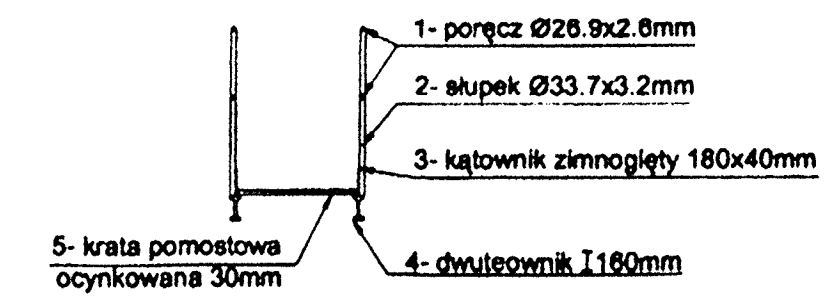 1- poręcz Ø26.9x2.6mm
2- słupek Ø33.7x3.2mm
3- kątownik zimnogięty 180x40mm
5- krata pomostowa
ocynkowana 30mm
4- dwuteownik I160mm